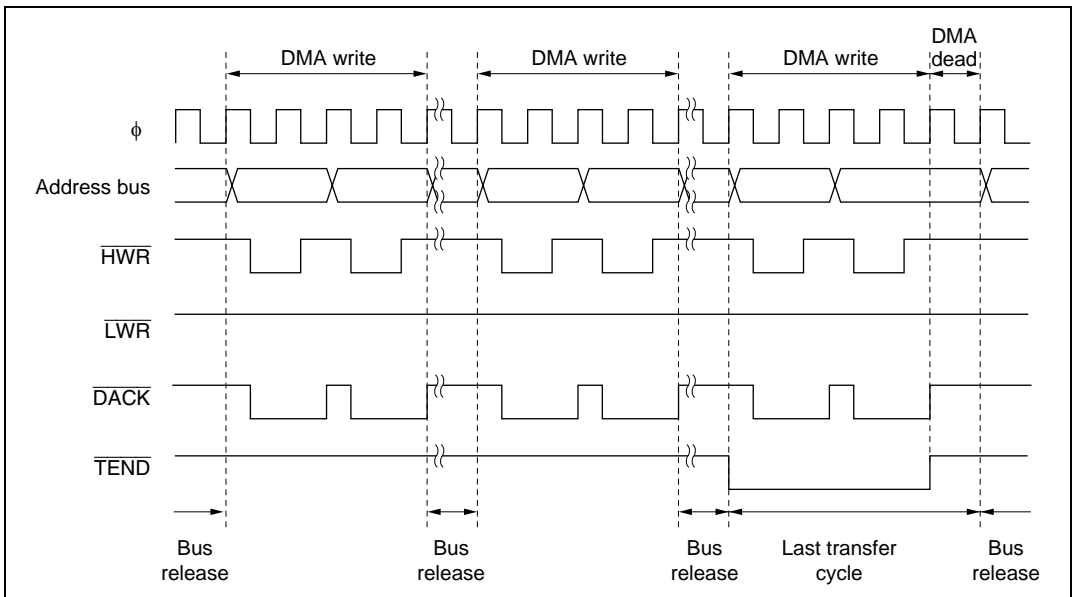 DMA write
DMA write
DMA write
DMA
dead
φ
Address bus
HWR
LWR
DACK
TEND
Bus
release
Bus
release
Bus
release
Last transfer
cycle
Bus
release